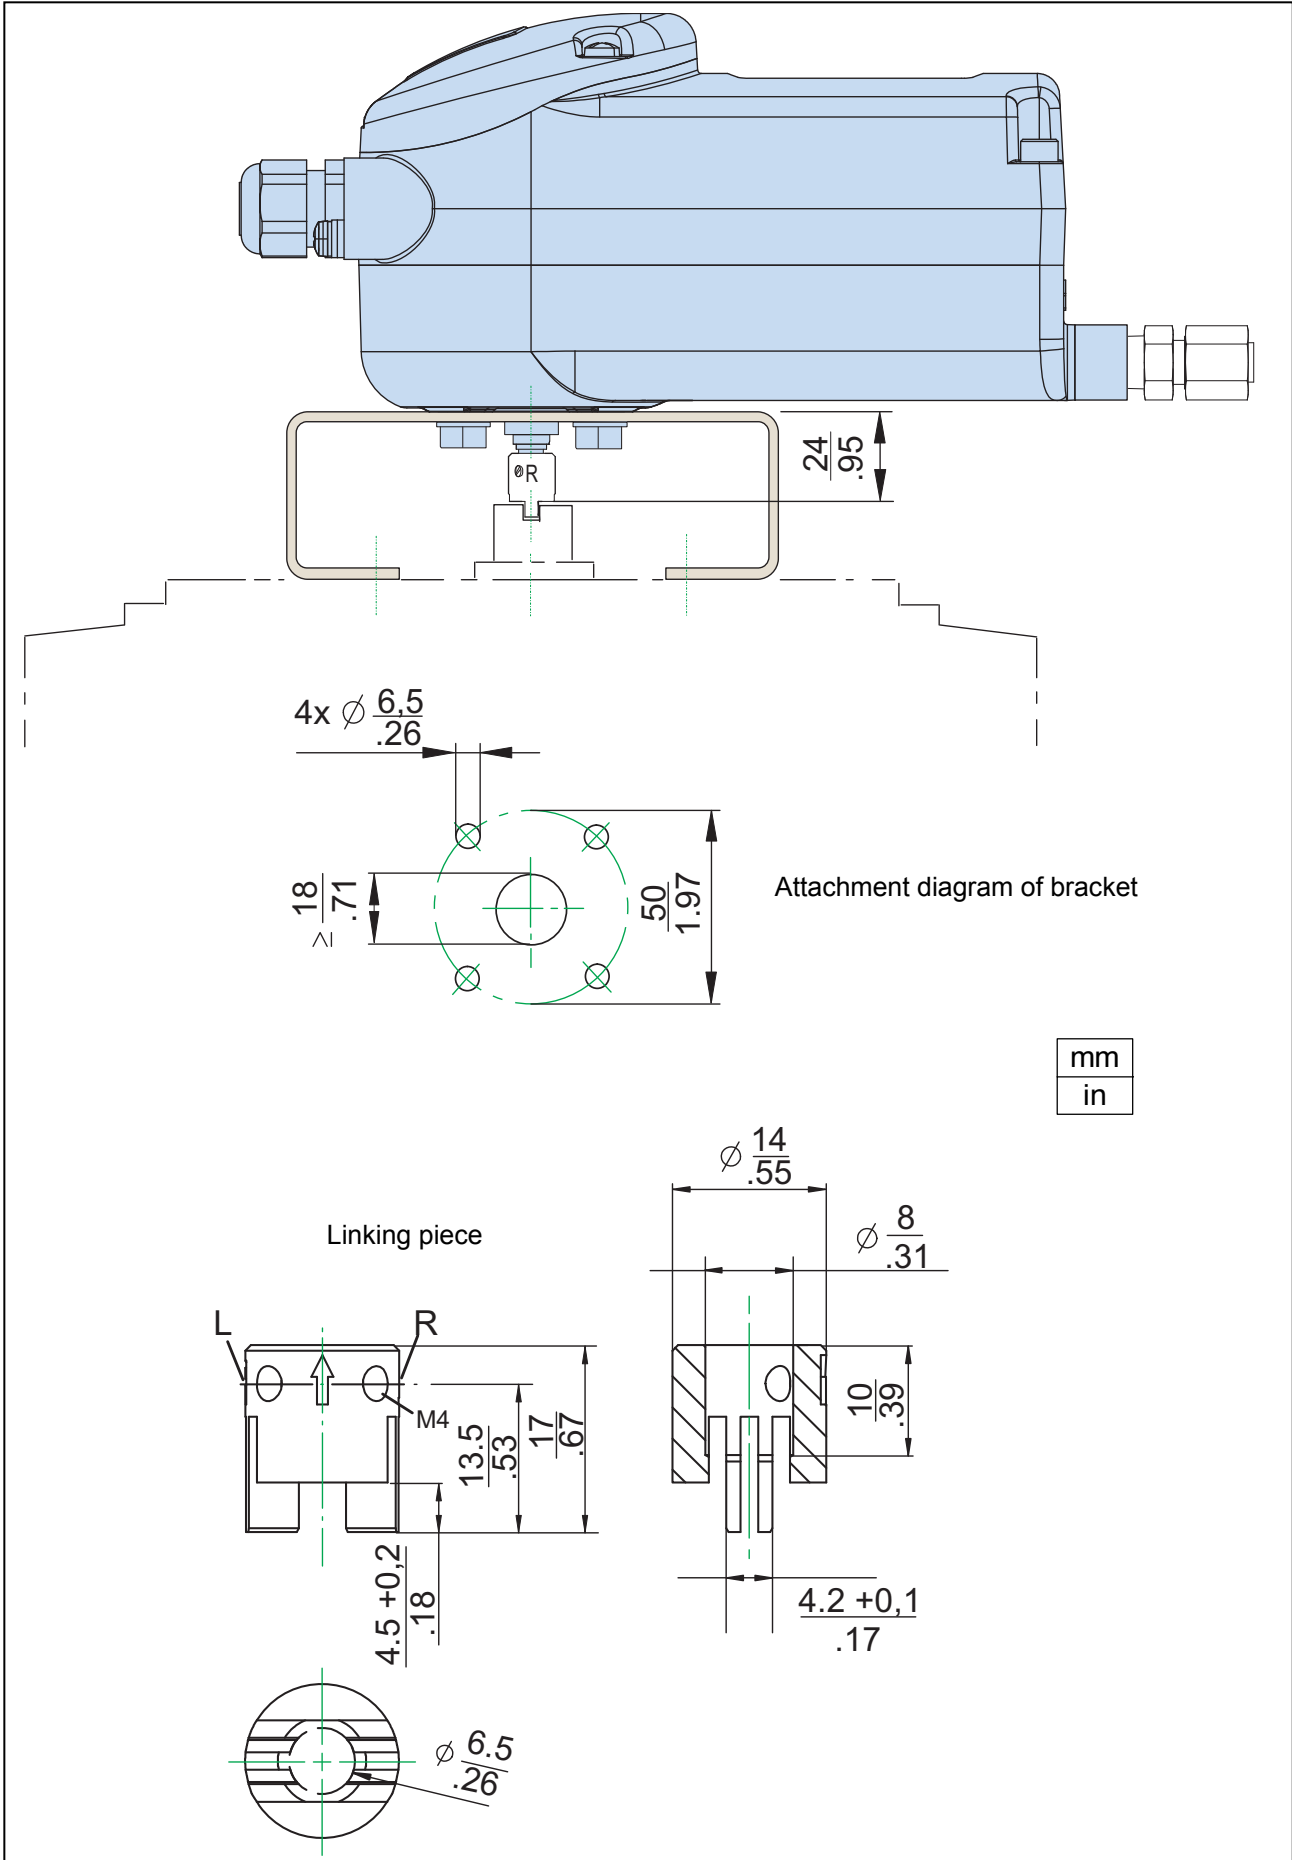 24
.95
R
4x ∅ 6,5
.26
≥ 18
.71
50
1.97
Attachment diagram of bracket
mm
in
∅ 14
.55
Linking piece
∅ 8
.31
L
R
M4
13.5
.53
17
.67
10
.39
4.5 +0,2
.18
4.2 +0,1
.17
∅ 6.5
.26